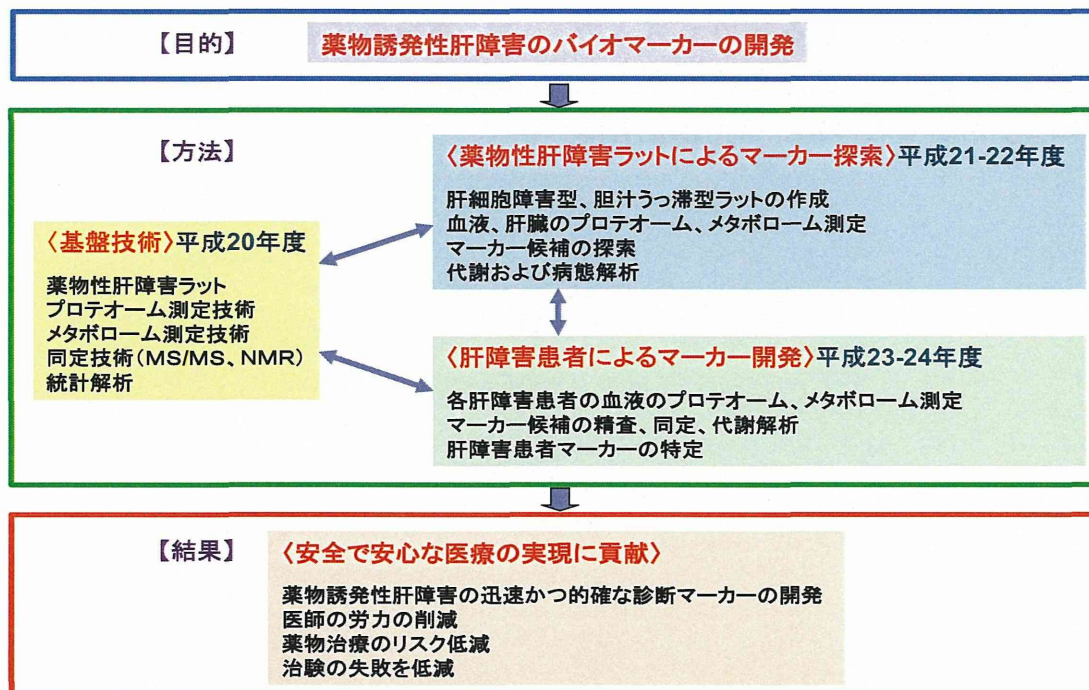 【目的】 薬物誘発性肝障害のバイオマーカーの開発
【方法】
〈基盤技術〉平成20年度
薬物性肝障害ラット
プロテオーム測定技術
メタボローム測定技術
同定技術(MS/MS、NMR)
統計解析
〈薬物性肝障害ラットによるマーカー探索〉平成21-22年度
肝細胞障害型、胆汁うっ滞型ラットの作成
血液、肝臓のプロテオーム、メタボローム測定
マーカー候補の探索
代謝および病態解析
〈肝障害患者によるマーカー開発〉平成23-24年度
各肝障害患者の血液のプロテオーム、メタボローム測定
マーカー候補の精査、同定、代謝解析
肝障害患者マーカーの特定
【結果】 〈安全で安心な医療の実現に貢献〉
薬物誘発性肝障害の迅速かつ的確な診断マーカーの開発
医師の労力の削減
薬物治療のリスク低減
治験の失敗を低減